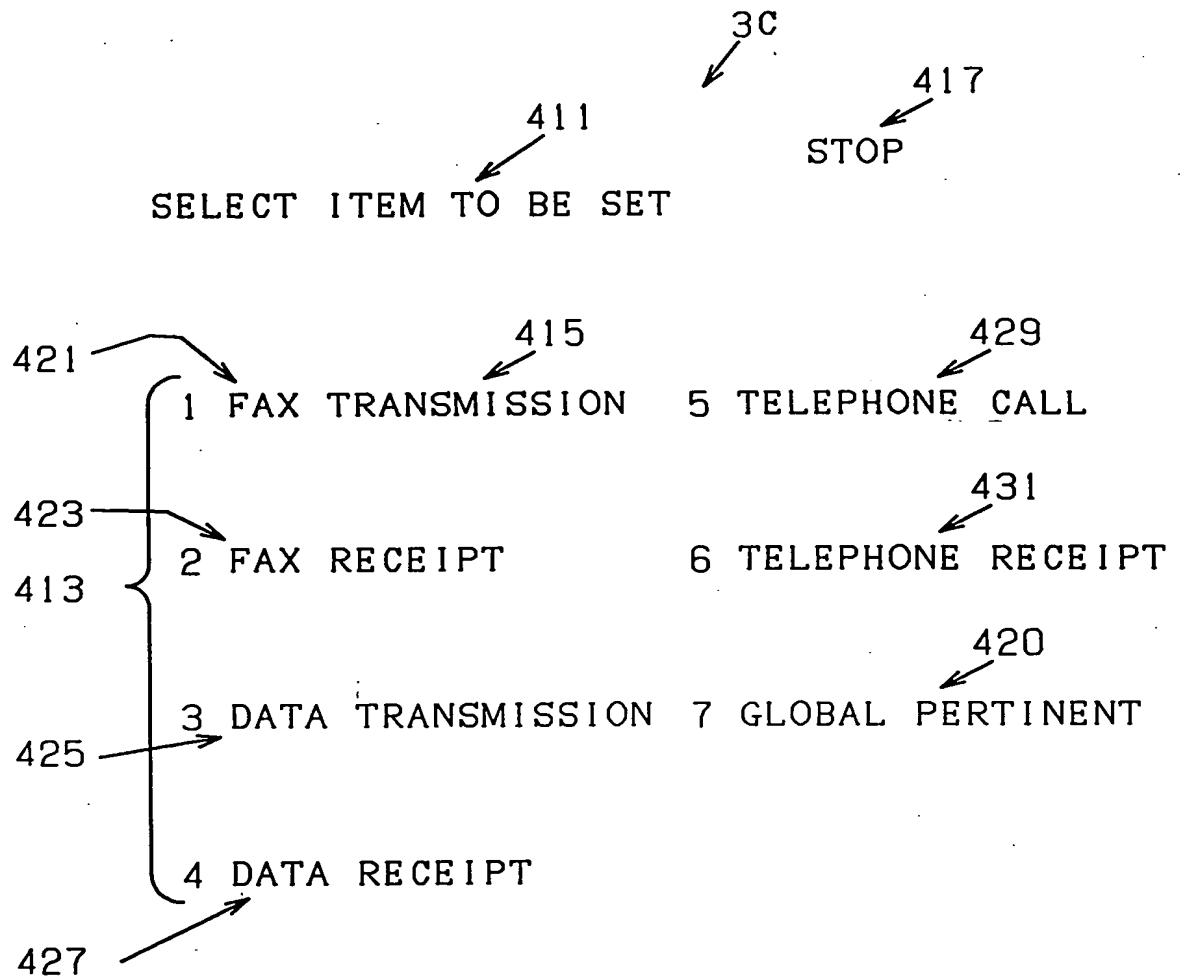 3C
417
411
STOP
SELECT ITEM TO BE SET
421
415
429
1 FAX TRANSMISSION 5 TELEPHONE CALL
423
431
2 FAX RECEIPT 6 TELEPHONE RECEIPT
413
420
3 DATA TRANSMISSION 7 GLOBAL PERTINENT
425
4 DATA RECEIPT
427